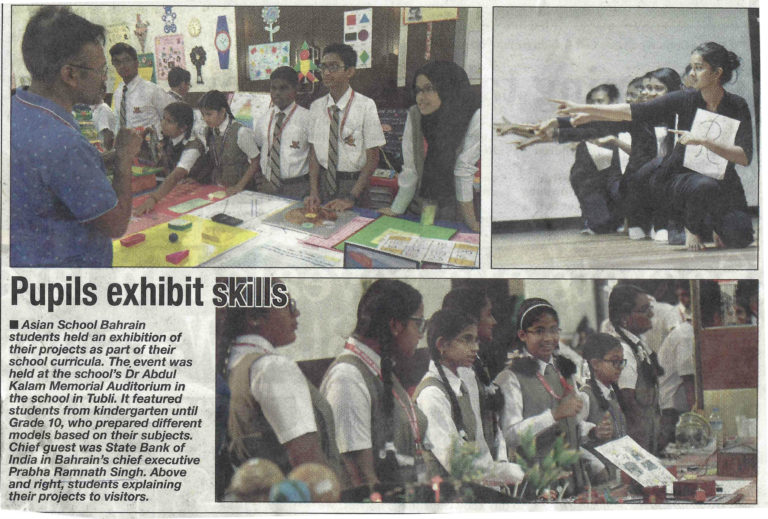 Pupils exhibit skills
■ Asian School Bahrain
students held an exhibition of
their projects as part of their
school curricula. The event was
held at the school's Dr Abdul
Kalam Memorial Auditorium in
the school in Tubli. It featured
students from kindergarten until
Grade 10, who prepared different
models based on their subjects.
Chief guest was State Bank of
India in Bahrain's chief executive
Prabha Ramnath Singh. Above
and right, students explaining
their projects to visitors.